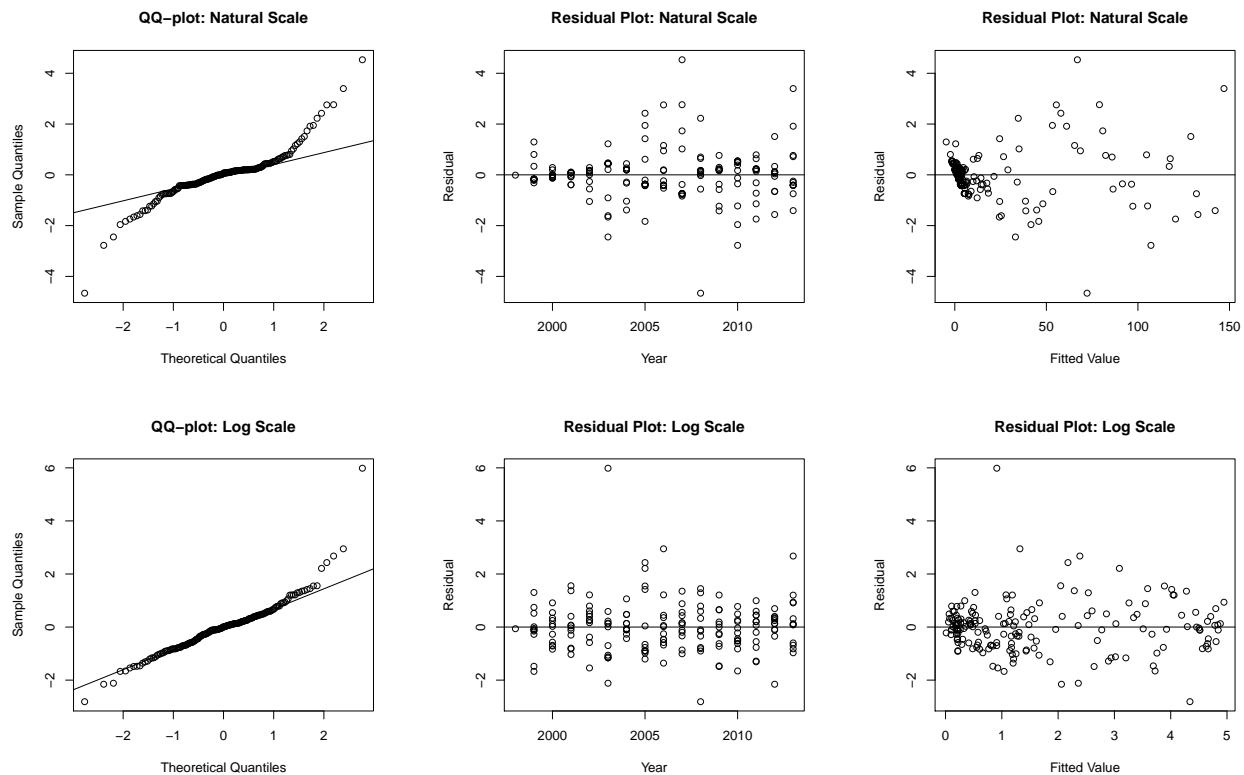 QQ−plot: Natural Scale
Residual Plot: Natural Scale
Residual Plot: Natural Scale
Sample Quantiles
4
2
0
−2
−4
−2 −1 0 1 2
Theoretical Quantiles
Residual
4
2
0
−2
−4
2000 2005 2010
Year
Residual
4
2
0
−2
−4
0 50 100 150
Fitted Value
QQ−plot: Log Scale
Residual Plot: Log Scale
Residual Plot: Log Scale
Sample Quantiles
6
4
2
0
−2
−2 −1 0 1 2
Theoretical Quantiles
Residual
6
4
2
0
−2
2000 2005 2010
Year
Residual
6
4
2
0
−2
0 1 2 3 4 5
Fitted Value